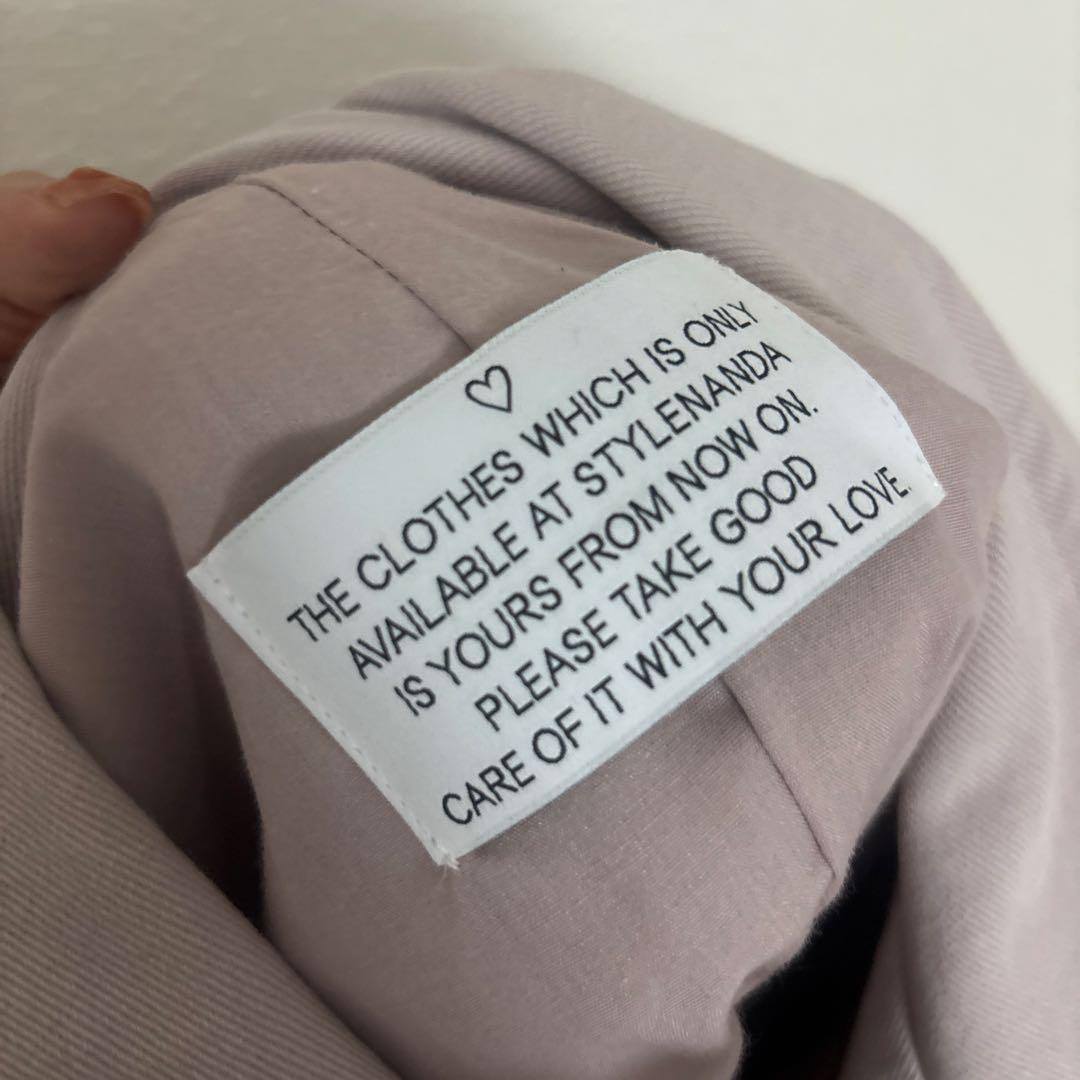 THE CLOTHES WHICH IS ONLY
AVAILABLE AT STYLENANDA
IS YOURS FROM NOW ON.
PLEASE TAKE GOOD
CARE OF IT WITH YOUR LOVE.